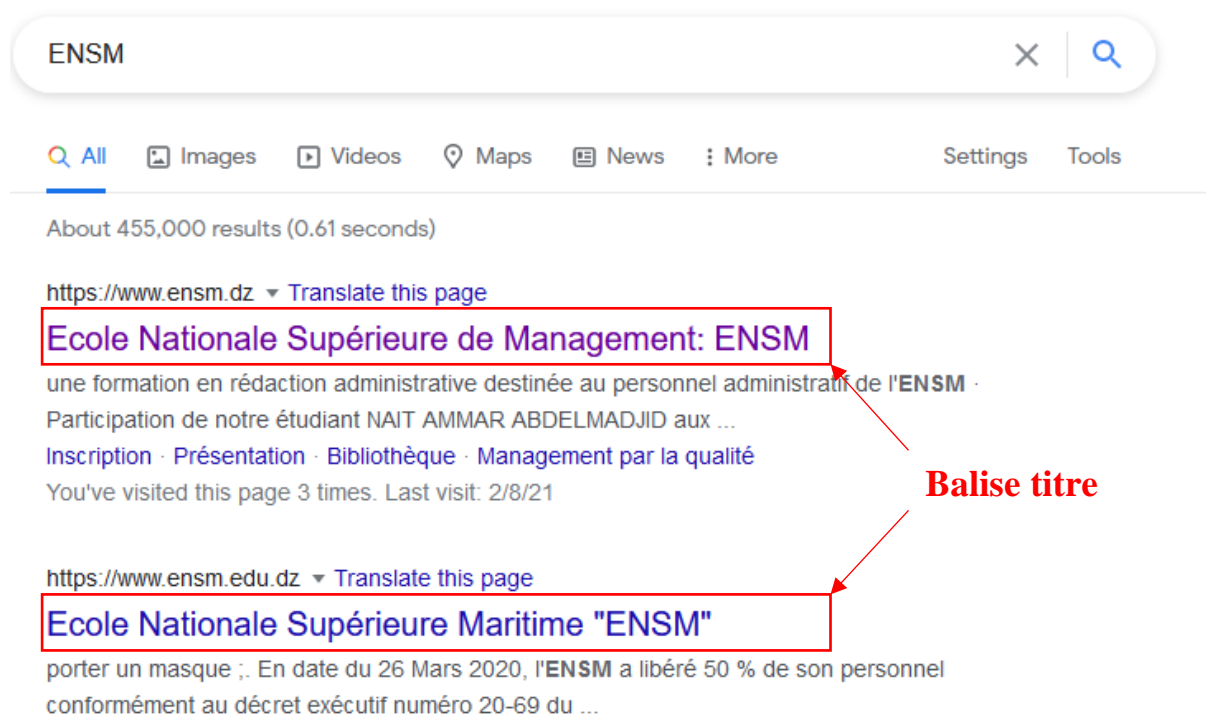 ENSM
All Images Videos Maps News More Settings Tools
About 455,000 results (0.61 seconds)
https://www.ensm.dz Translate this page
Ecole Nationale Supérieure de Management: ENSM
une formation en rédaction administrative destinée au personnel administratif de l'ENSM ·
Participation de notre étudiant NAIT AMMAR ABDELMADJID aux ...
Inscription · Présentation · Bibliothèque · Management par la qualité
You've visited this page 3 times. Last visit: 2/8/21
Balise titre
https://www.ensm.edu.dz Translate this page
Ecole Nationale Supérieure Maritime "ENSM"
porter un masque ;. En date du 26 Mars 2020, l'ENSM a libéré 50 % de son personnel
conformément au décret exécutif numéro 20-69 du ...